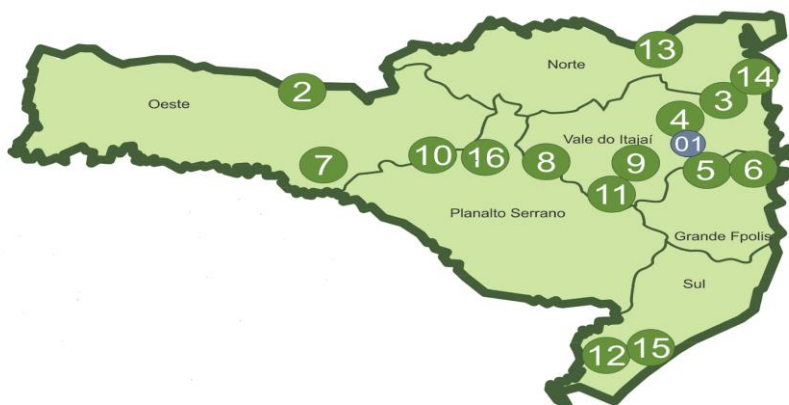 13
Norte
14
2
Oeste
3
4
Vale do Itajaí
01
10
16
8
9
5
6
7
11
Planalto Serrano
Grande Fpolis
Sul
12
15